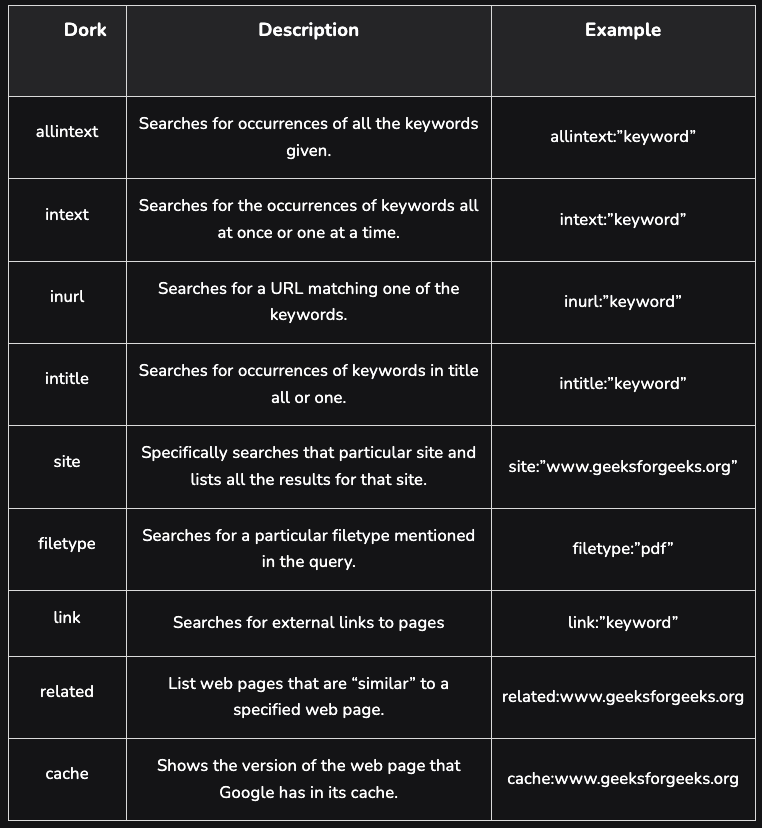 Dork Description Example
allintext
Searches for occurrences of all the keywords
given.
allintext:”keyword”
intext
Searches for the occurrences of keywords all
at once or one at a time.
intext:”keyword”
inurl
Searches for a URL matching one of the
keywords.
inurl:”keyword”
intitle
Searches for occurrences of keywords in title
all or one.
intitle:”keyword”
site
Specifically searches that particular site and
lists all the results for that site.
site:”www.geeksforgeeks.org”
filetype
Searches for a particular filetype mentioned
in the query.
filetype:”pdf”
link
Searches for external links to pages
link:”keyword”
related
List web pages that are “similar” to a
specified web page.
related:www.geeksforgeeks.org
cache
Shows the version of the web page that
Google has in its cache.
cache:www.geeksforgeeks.org